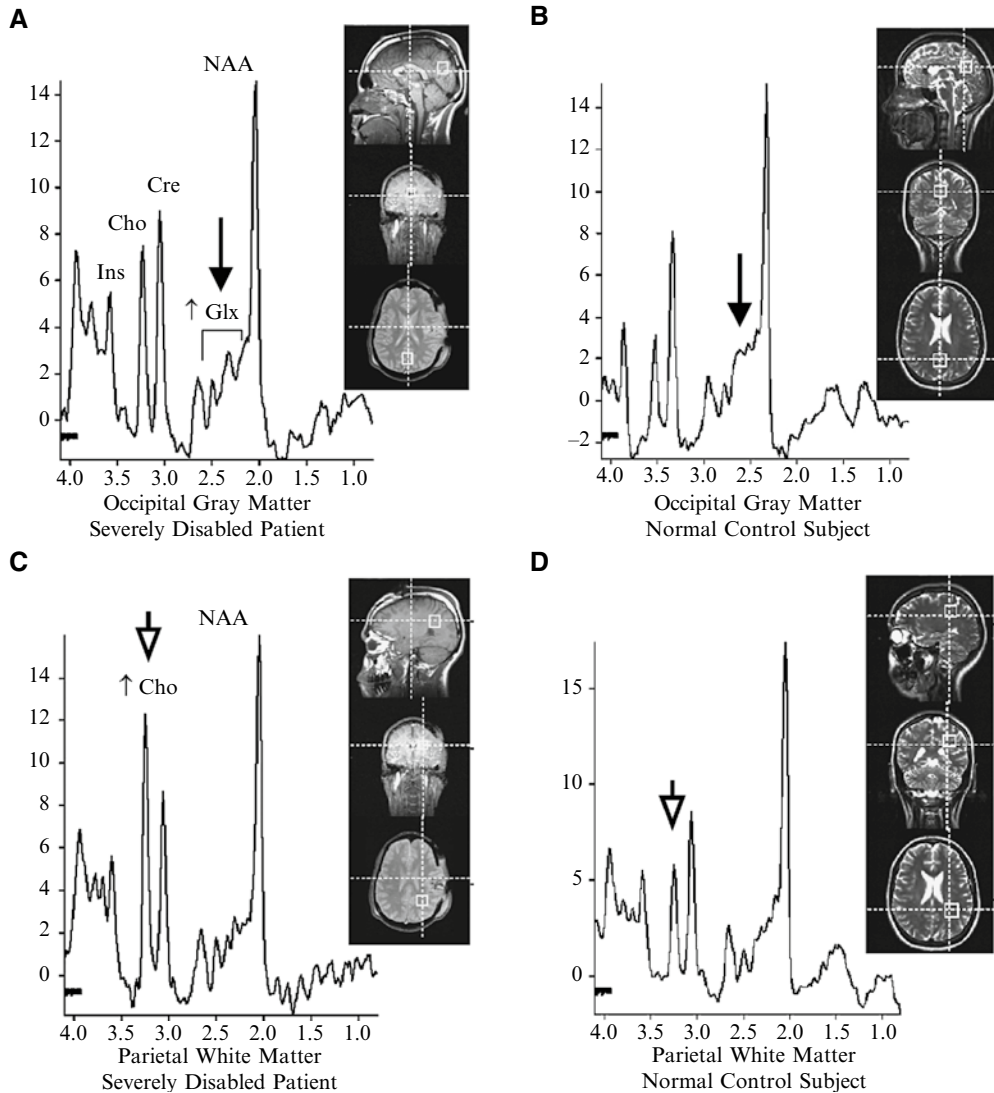 A
NAA
14
12
10
8
6
4
2
0
Cre
Cho
Ins
↑ Glx
4.0 3.5 3.0 2.5 2.0 1.5 1.0
Occipital Gray Matter
Severely Disabled Patient
B
14
12
10
8
6
4
2
0
−2
4.0 3.5 3.0 2.5 2.0 1.5 1.0
Occipital Gray Matter
Normal Control Subject
C
NAA
↑ Cho
14
12
10
8
6
4
2
0
4.0 3.5 3.0 2.5 2.0 1.5 1.0
Parietal White Matter
Severely Disabled Patient
D
15
10
5
0
4.0 3.5 3.0 2.5 2.0 1.5 1.0
Parietal White Matter
Normal Control Subject